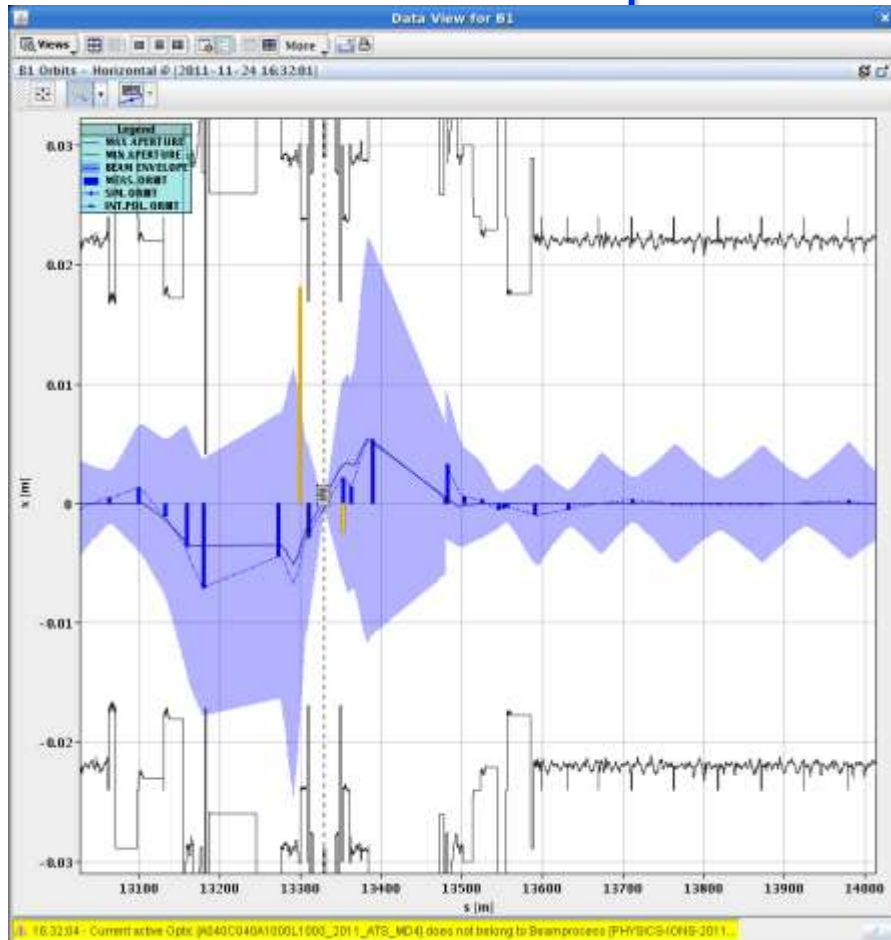 Data View for B1
Views
More
B1 Orbits - Horizontal @ [2011-11-24 16:32:01]
Legend
MAX APERTURE
MIN APERTURE
BEAM ENVELOPE
MEAS. ORBIT
SIM. ORBIT
INT.POL. ORBIT
0.03
0.02
0.01
0
-0.01
-0.02
-0.03
x [m]
13100 13200 13300 13400 13500 13600 13700 13800 13900 14000
s [m]
16:32:04 - Current active Optic [A040C040A1000L1000_2011_ATS_MD4] does not belong to Beamprocess [PHYSICS-IONS-2011...